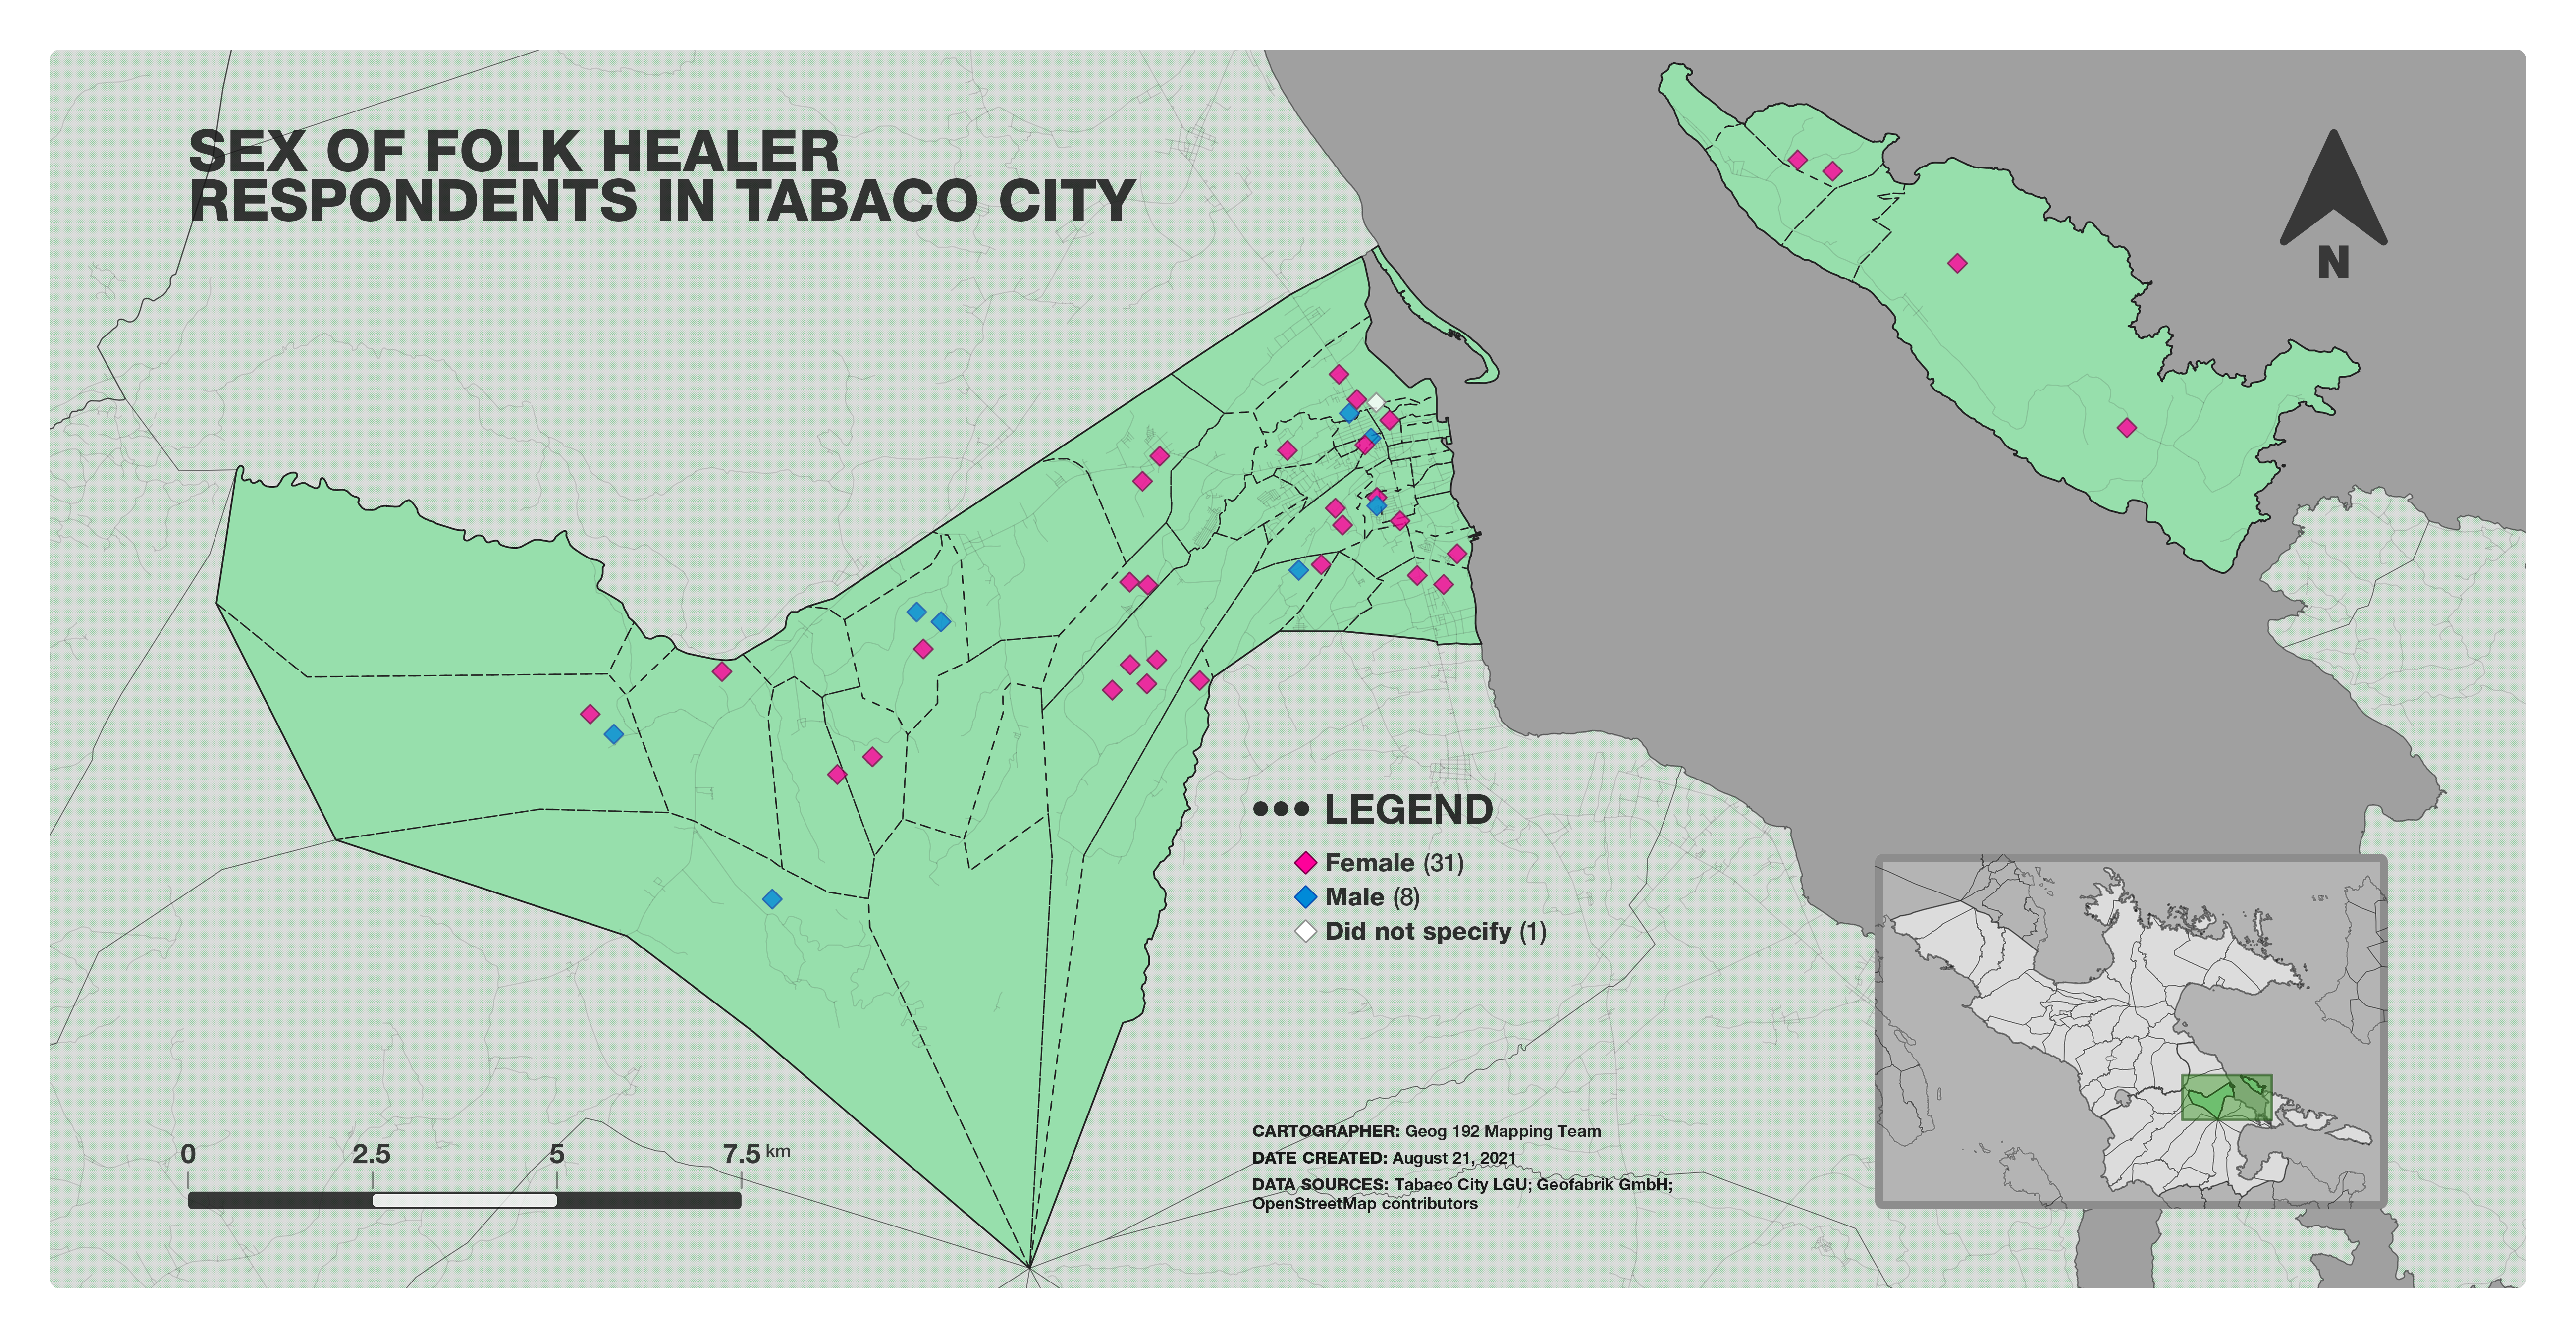 SEX OF FOLK HEALER
RESPONDENTS IN TABACO CITY
N
LEGEND
Female (31)
Male (8)
Did not specify (1)
CARTOGRAPHER: Geog 192 Mapping Team
DATE CREATED: August 21, 2021
DATA SOURCES: Tabaco City LGU; Geofabrik GmbH;
OpenStreetMap contributors
0 2.5 5 7.5 km